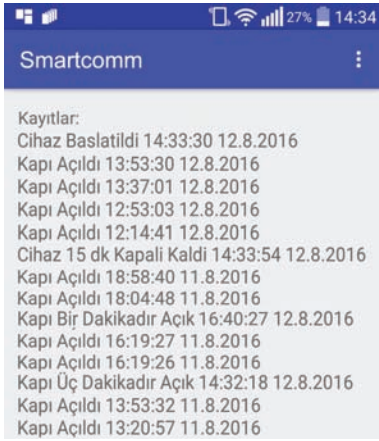 27% 14:34
Smartcomm
Kayıtlar:
Cihaz Baslatildi 14:33:30 12.8.2016
Kapı Açıldı 13:53:30 12.8.2016
Kapı Açıldı 13:37:01 12.8.2016
Kapı Açıldı 12:53:03 12.8.2016
Kapı Açıldı 12:14:41 12.8.2016
Cihaz 15 dk Kapali Kaldi 14:33:54 12.8.2016
Kapı Açıldı 18:58:40 11.8.2016
Kapı Açıldı 18:04:48 11.8.2016
Kapı Bir Dakikadır Açık 16:40:27 12.8.2016
Kapı Açıldı 16:19:27 11.8.2016
Kapı Açıldı 16:19:26 11.8.2016
Kapı Üç Dakikadır Açık 14:32:18 12.8.2016
Kapı Açıldı 13:53:32 11.8.2016
Kapı Açıldı 13:20:57 11.8.2016